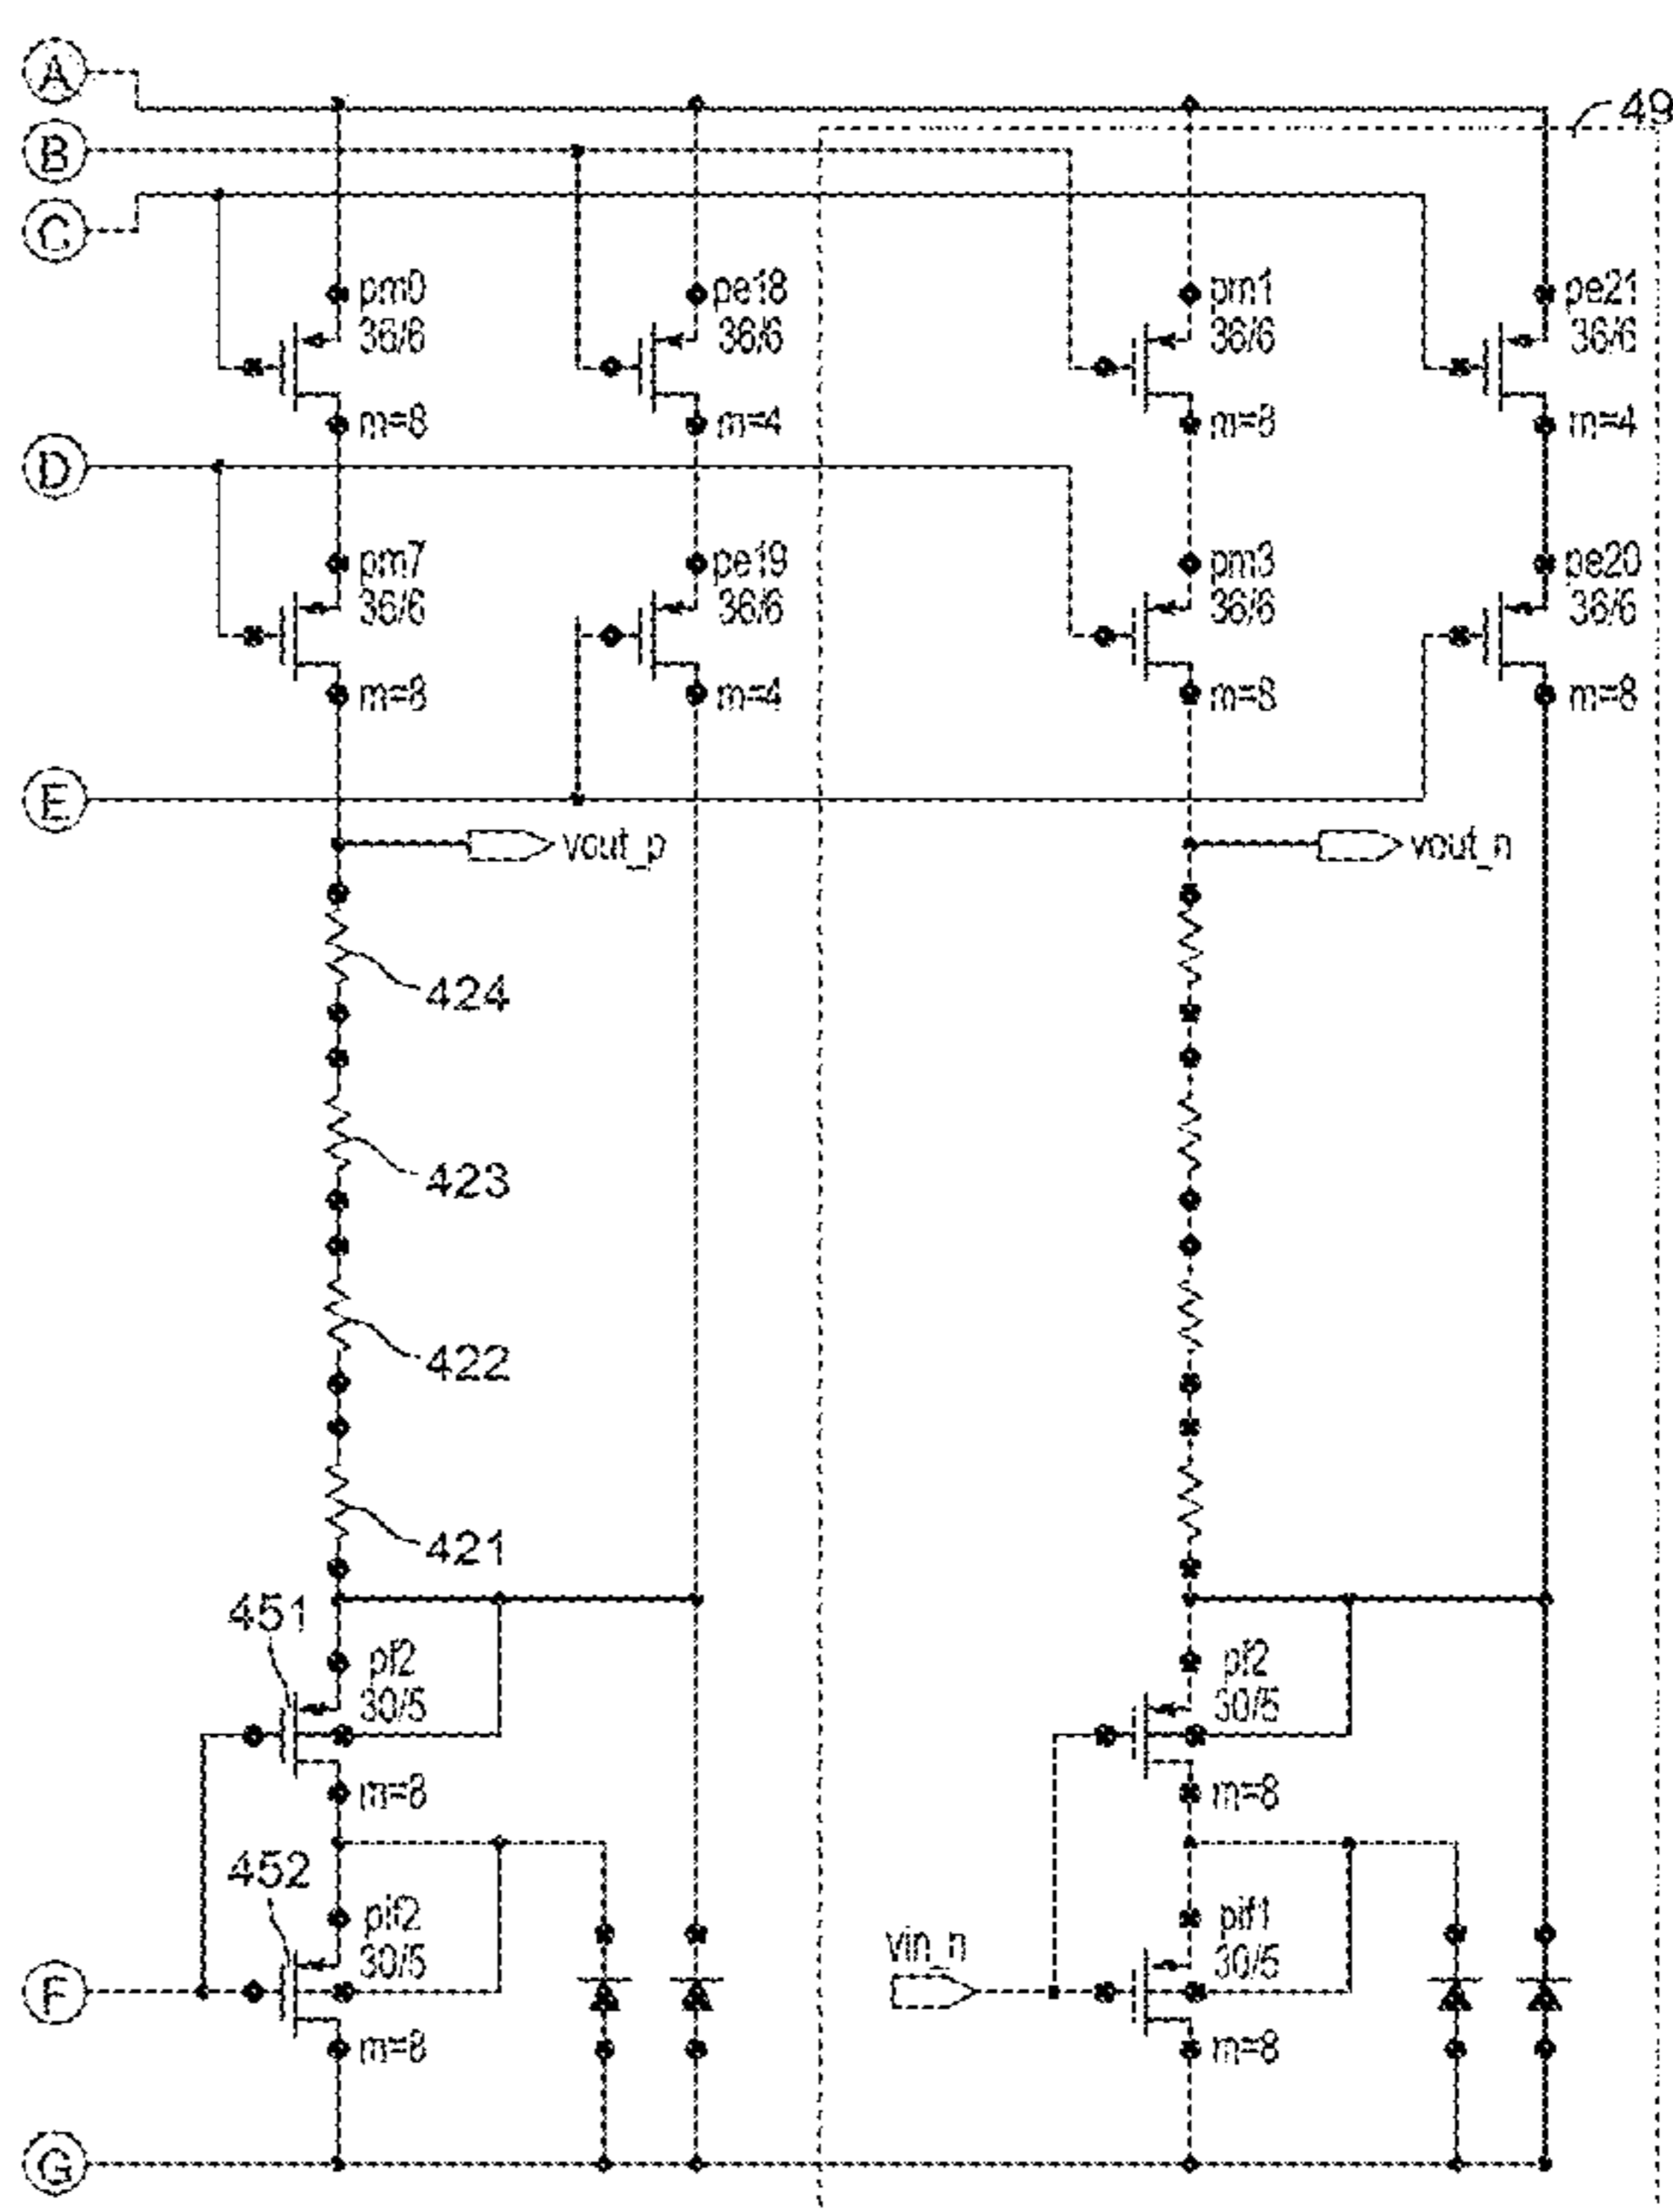 A
49
B
C
pm0
36/6
m=8
pe18
36/6
m=4
pm1
36/6
m=8
pe21
36/6
m=4
D
pm7
36/6
m=8
pe19
36/6
m=4
pm3
36/6
m=8
pe20
36/6
m=8
E
vout_p
vout_n
424
423
422
421
451
pf2
30/5
m=8
pf2
30/5
m=8
452
pif2
30/5
m=8
F
vin_n
pif1
30/5
m=8
G